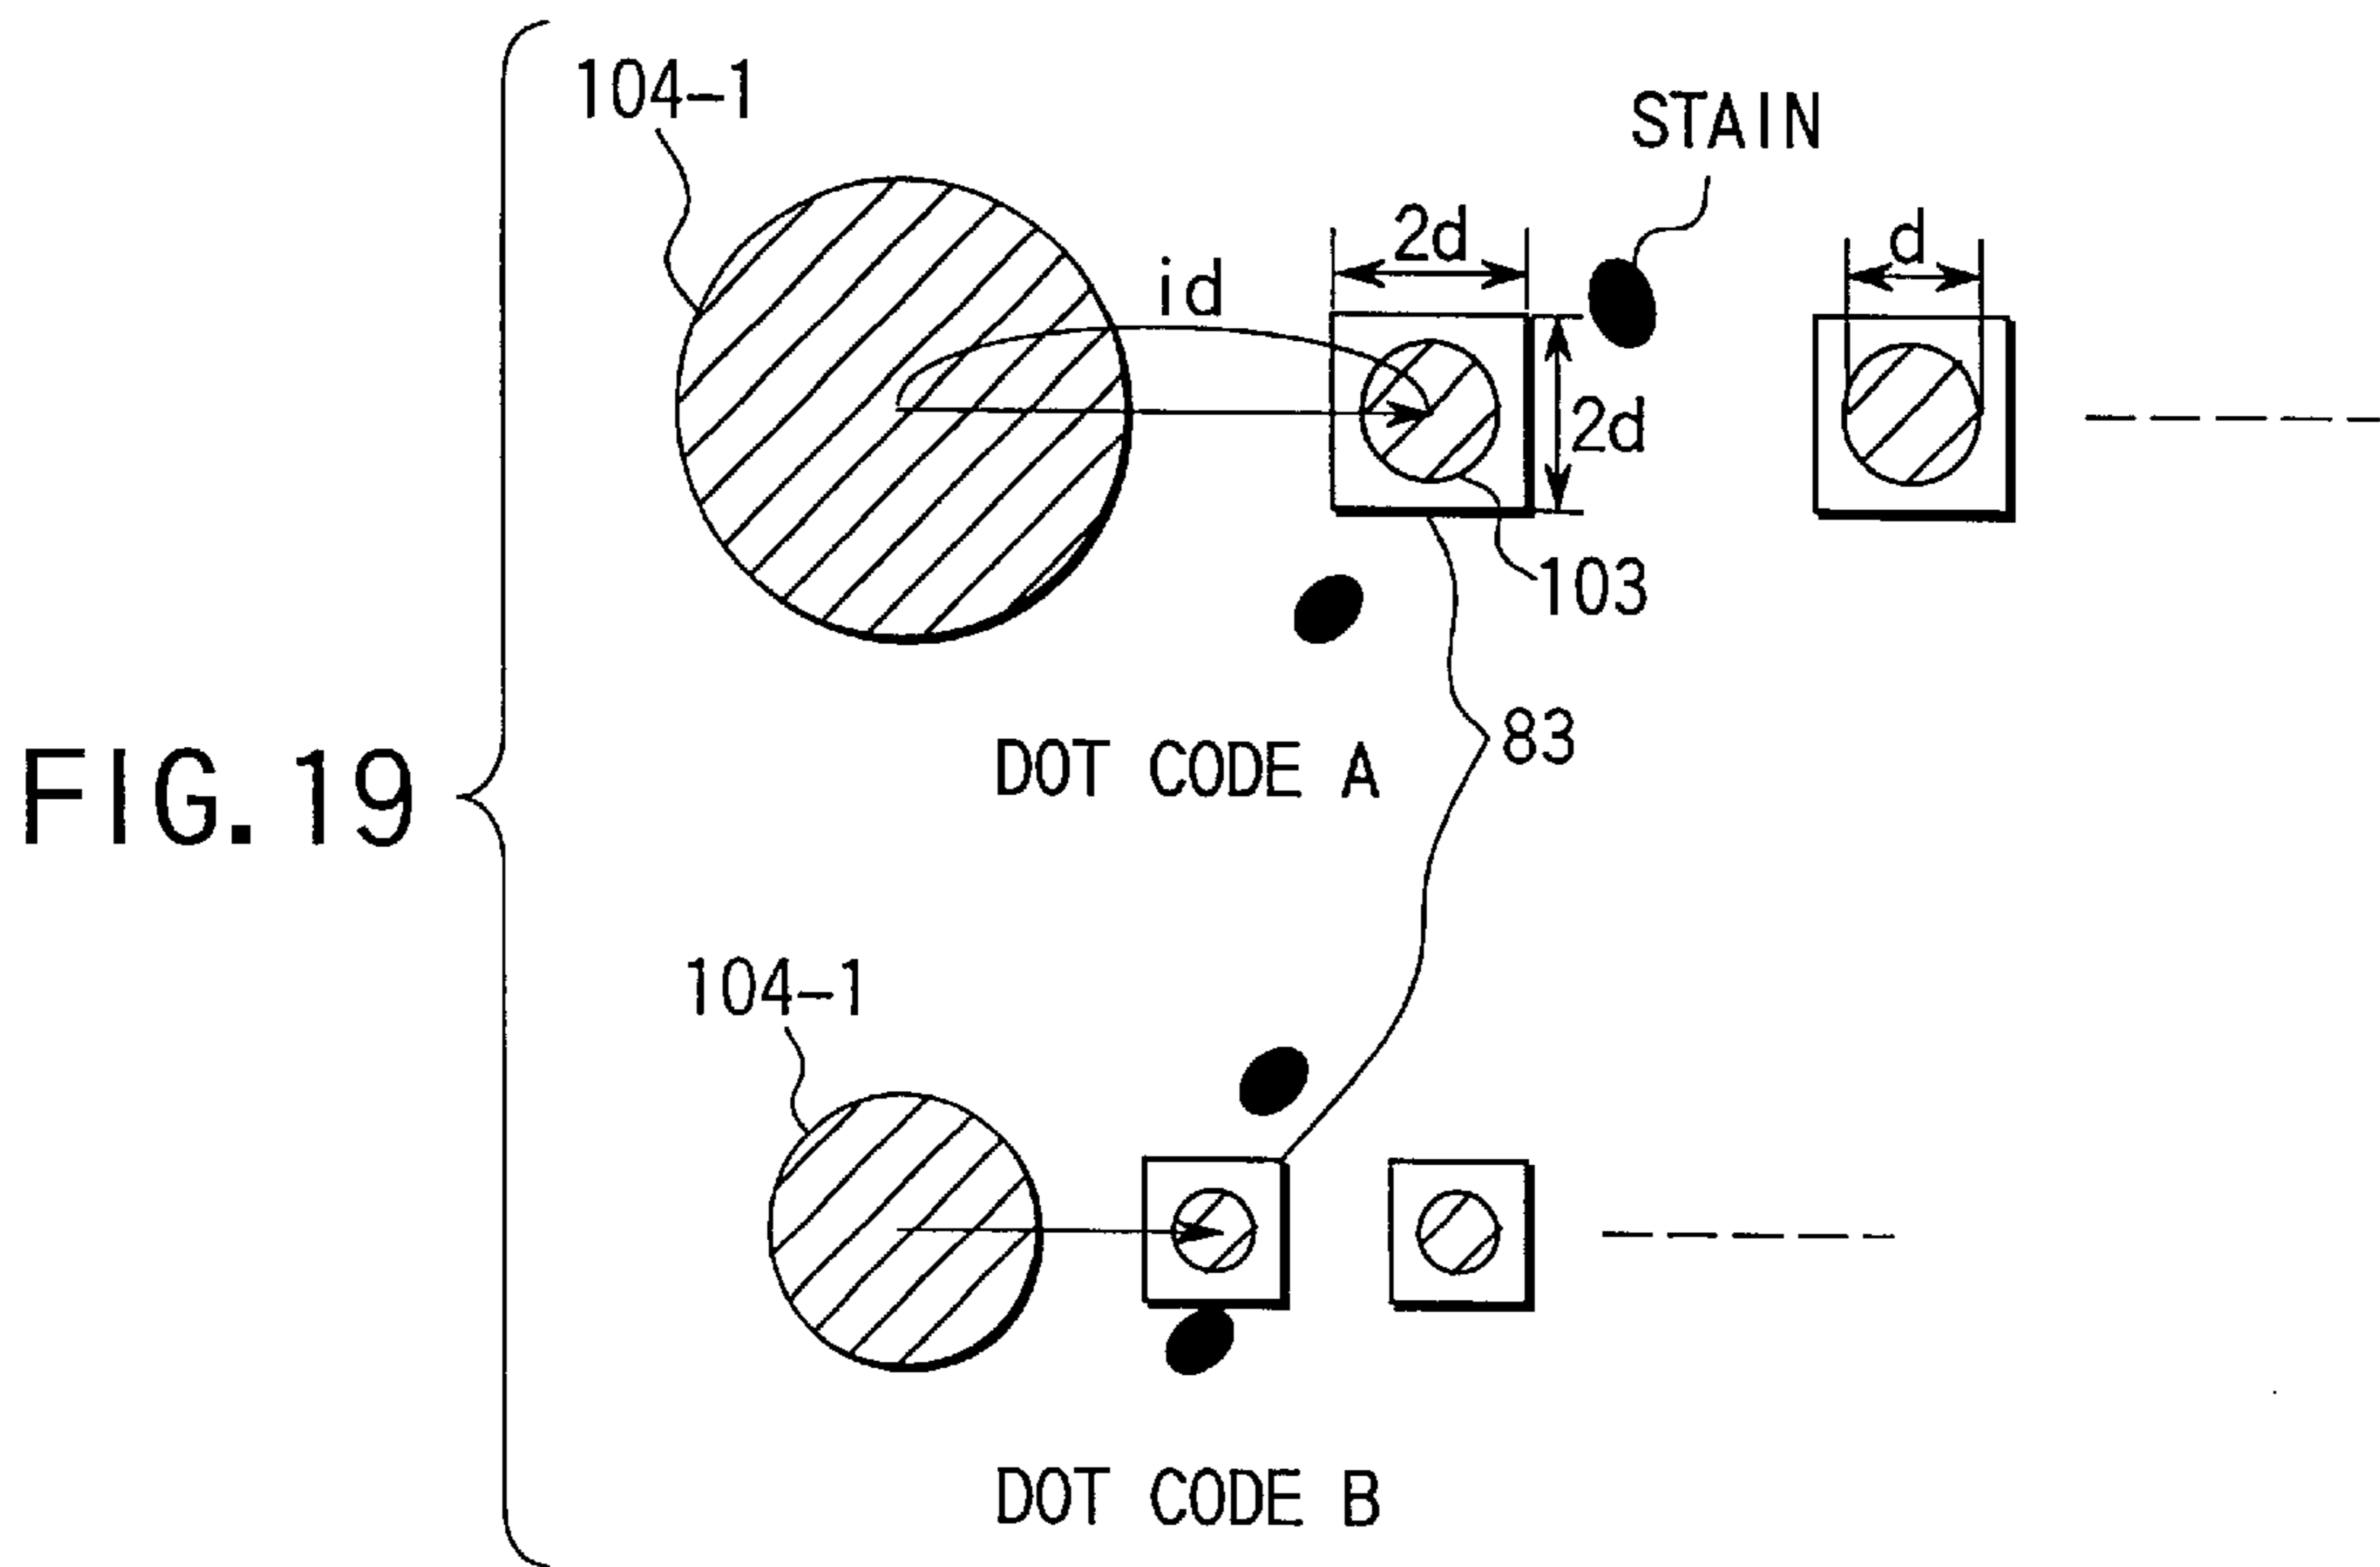 FIG.19
104-1
STAIN
2d
d
id
2d
103
83
DOT CODE A
104-1
DOT CODE B